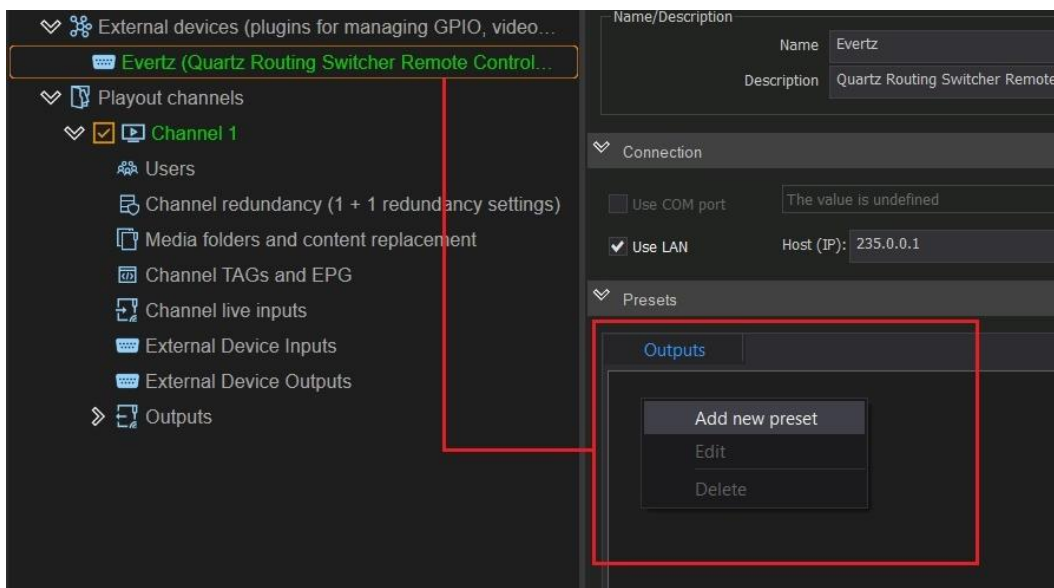 External devices (plugins for managing GPIO, video...
Evertz (Quartz Routing Switcher Remote Control...
Playout channels
Channel 1
Users
Channel redundancy (1 + 1 redundancy settings)
Media folders and content replacement
Channel TAGs and EPG
Channel live inputs
External Device Inputs
External Device Outputs
Outputs
Name/Description
Name Evertz
Description Quartz Routing Switcher Remote
Connection
Use COM port The value is undefined
Use LAN Host (IP): 235.0.0.1
Presets
Outputs
Add new preset
Edit
Delete